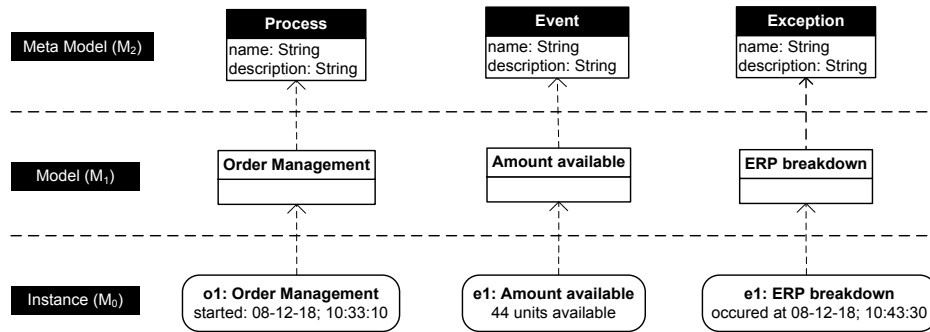 Meta Model (M₂)
Process
name: String
description: String
Event
name: String
description: String
Exception
name: String
description: String
Model (M₁)
Order Management
Amount available
ERP breakdown
Instance (M₀)
o1: Order Management
started: 08-12-18; 10:33:10
e1: Amount available
44 units available
e1: ERP breakdown
occured at 08-12-18; 10:43:30